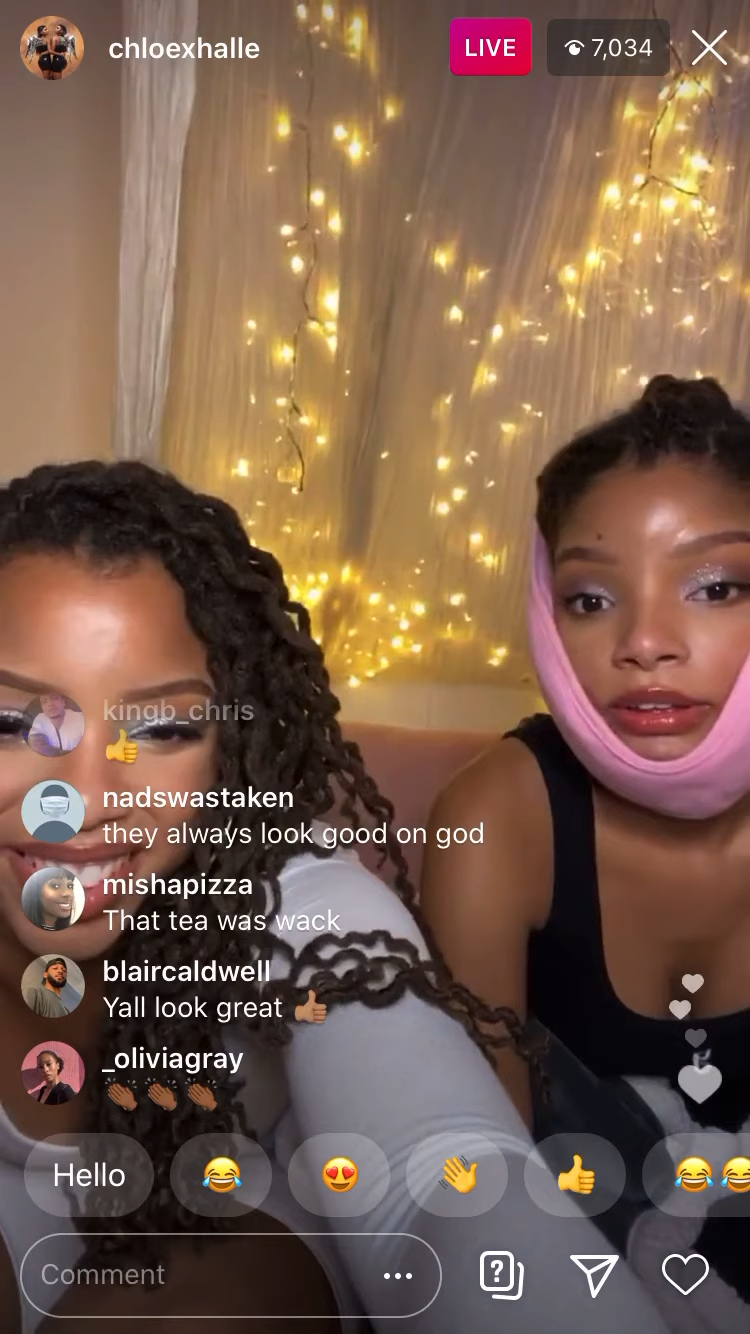 chloexhalle
LIVE
7,034
kingb_chris
👍
nadswastaken
they always look good on god
mishapizza
That tea was wack
blaircaldwell
Yall look great 👍🏽
_oliviagray
👏🏾👏🏾👏🏾
Hello 😂 😍 👋 👍 😂😂
Comment